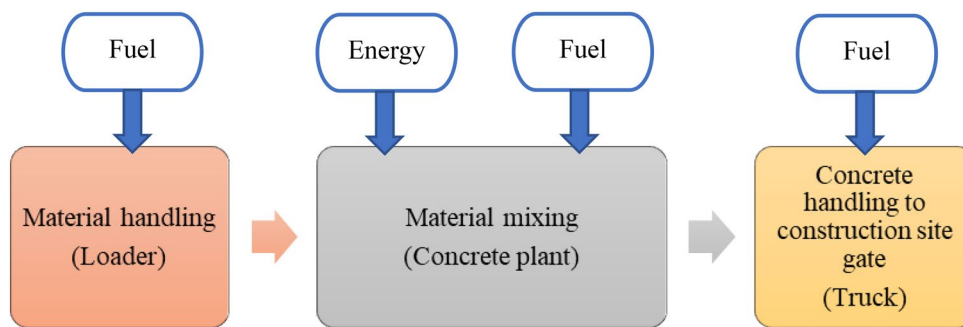 Fuel
Energy
Fuel
Fuel
Material handling
(Loader)
Material mixing
(Concrete plant)
Concrete
handling to
construction site
gate
(Truck)